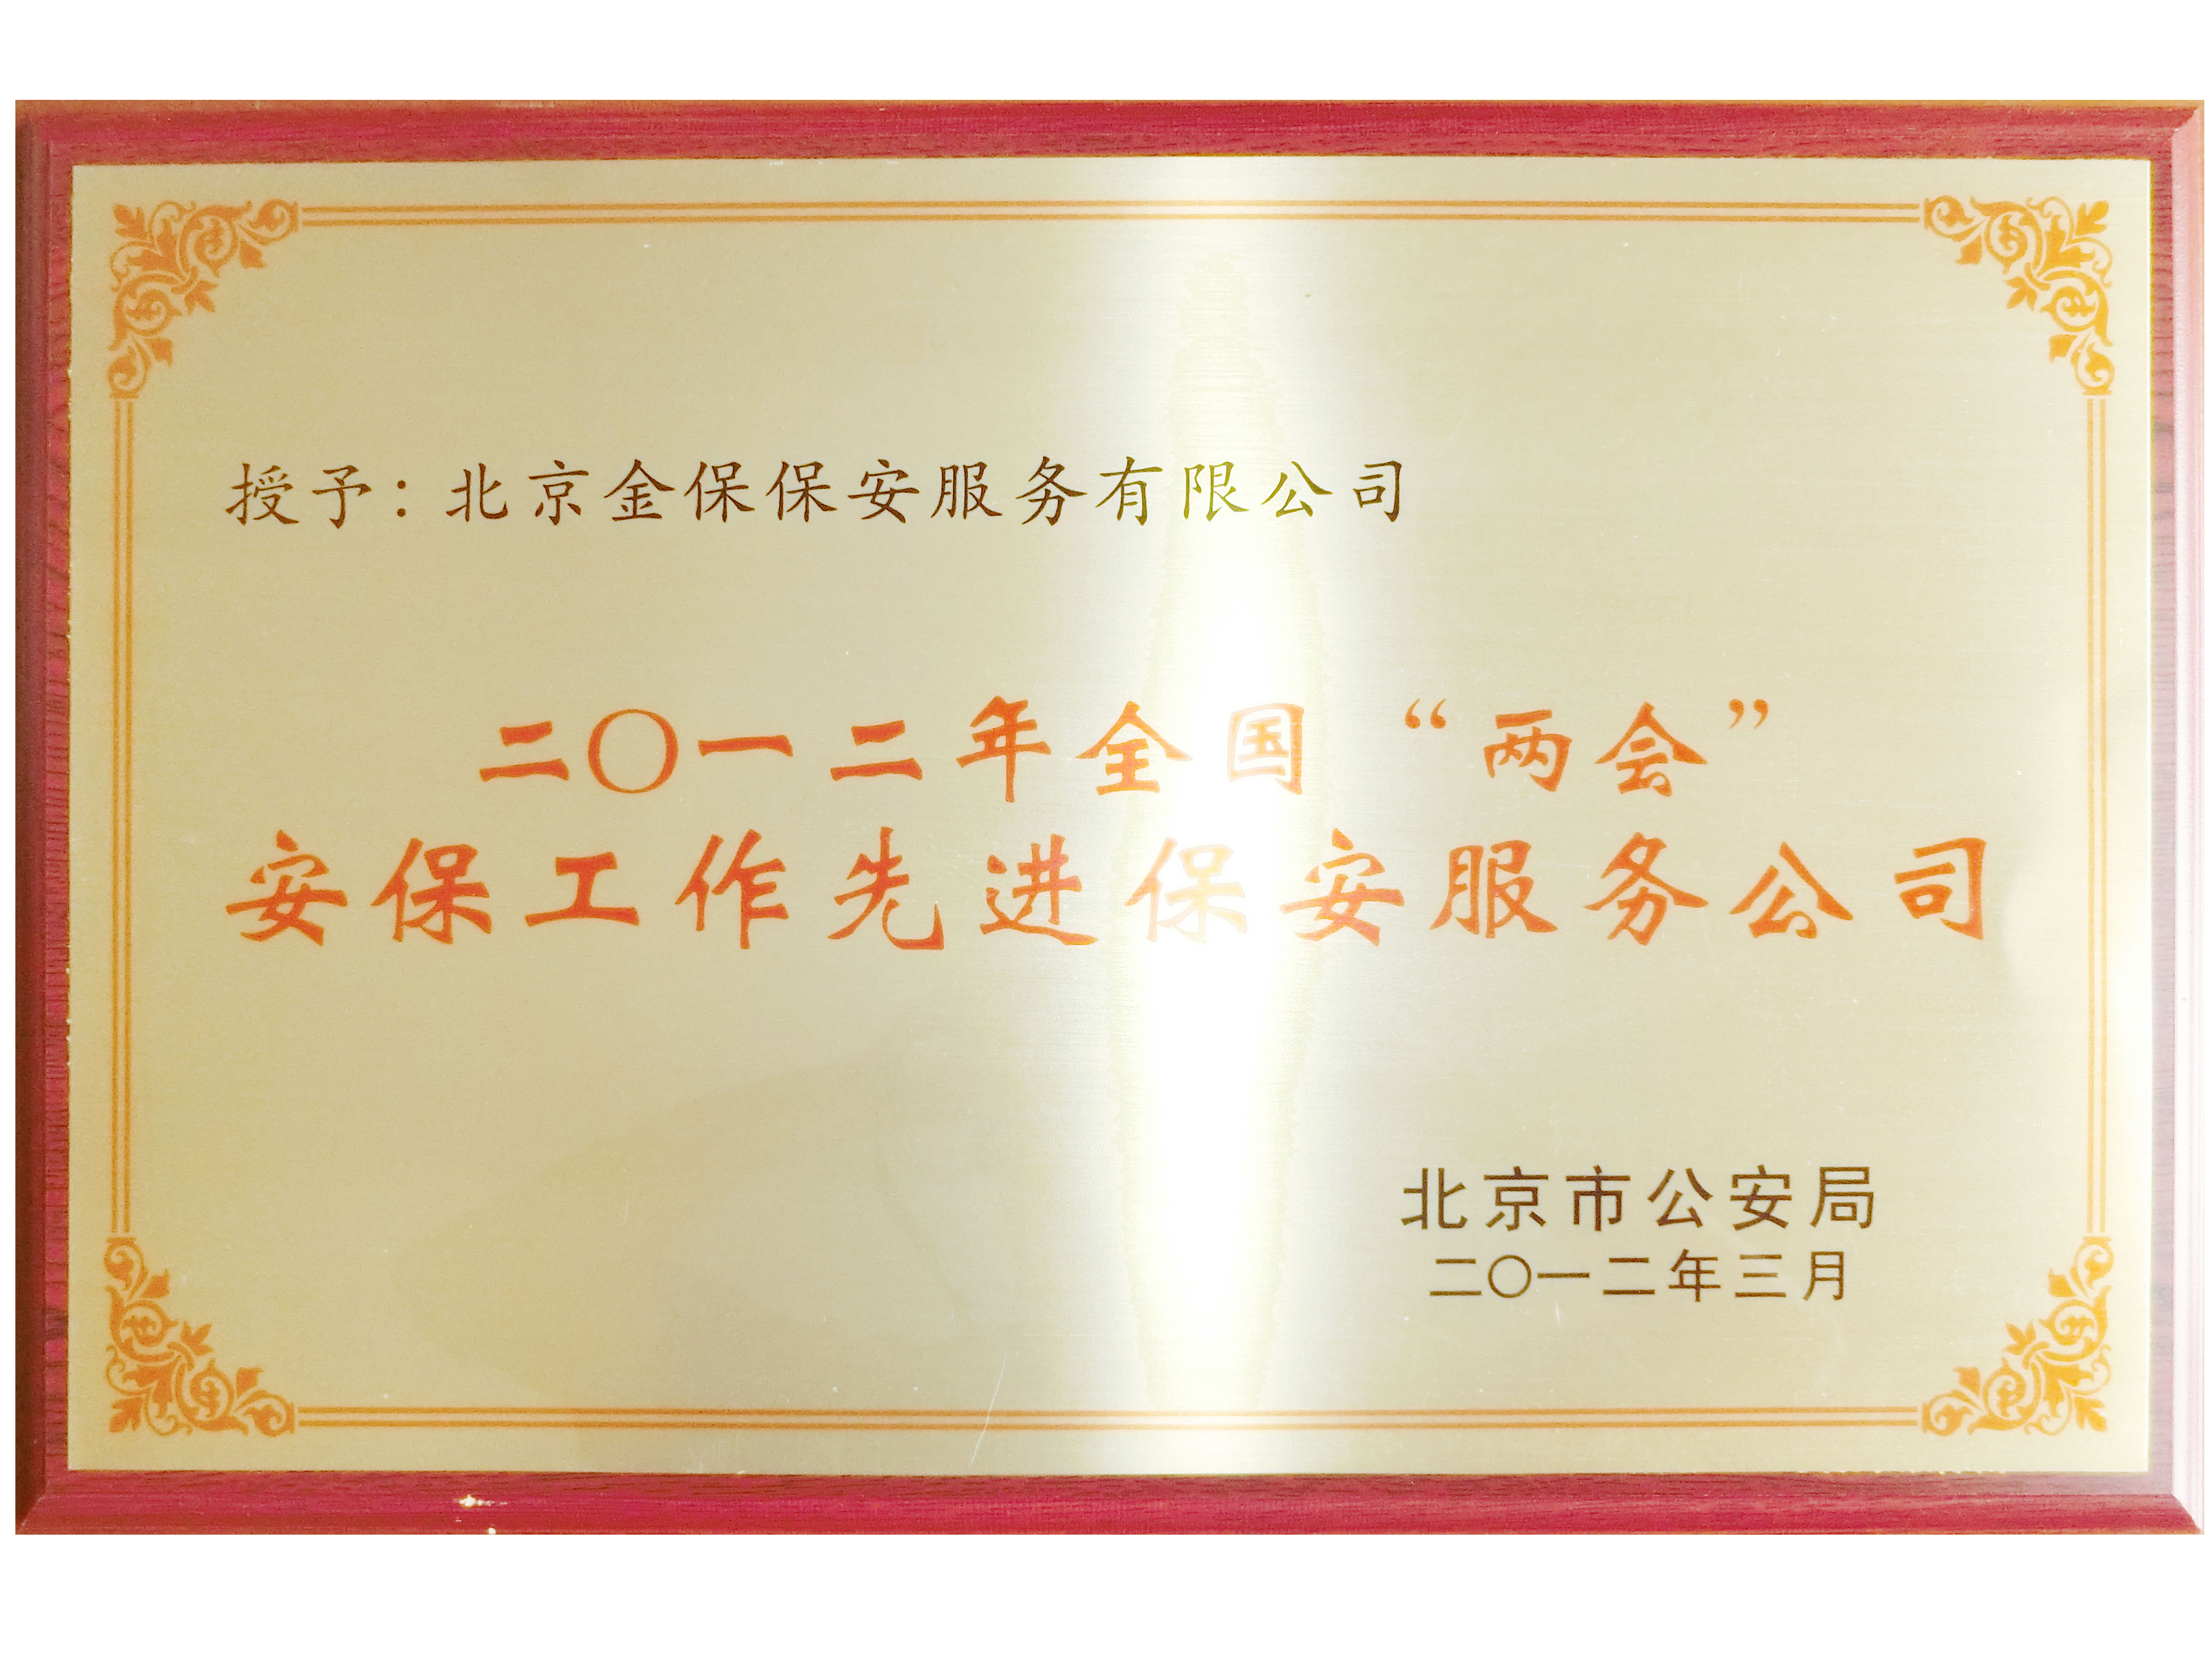 授予：北京金保保安服务有限公司
二〇一二年全国“两会”
安保工作先进保安服务公司
北京市公安局
二〇一二年三月